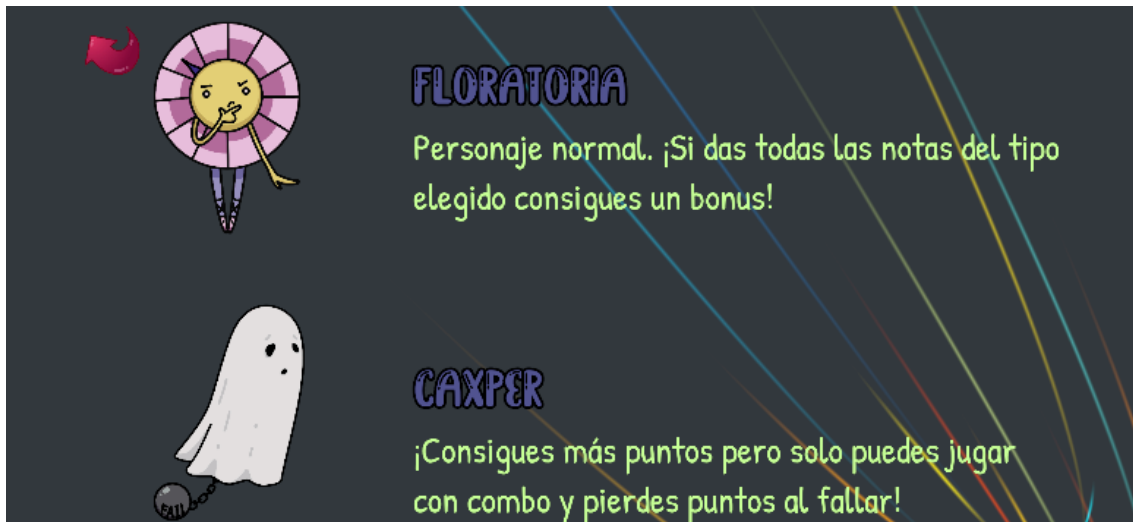 FLORATORIA
Personaje normal. ¡Si das todas las notas del tipo
elegido consigues un bonus!
CAXPER
¡Consigues más puntos pero solo puedes jugar
con combo y pierdes puntos al fallar!
FAIL